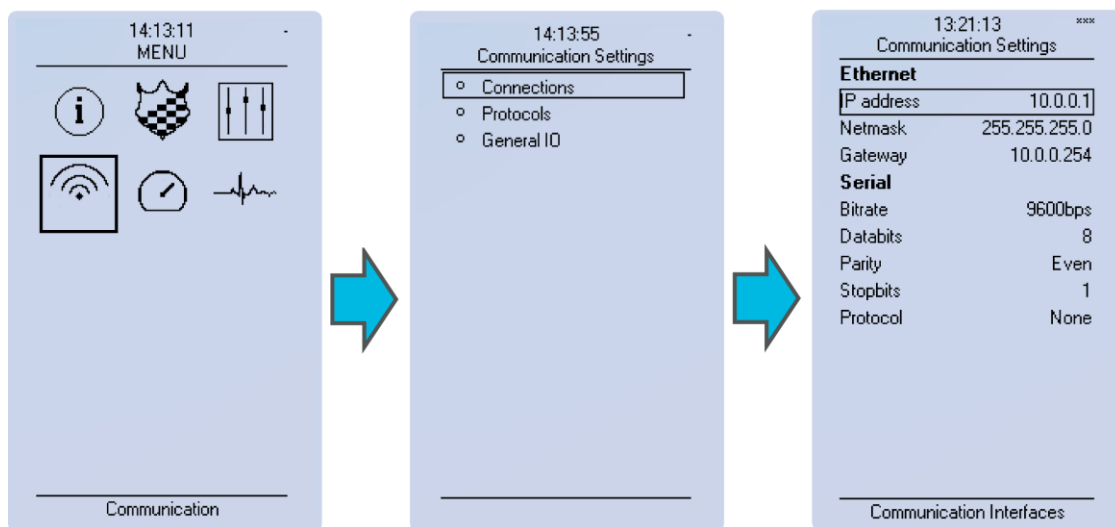 14:13:11 -
MENU
i
Communication
14:13:55 -
Communication Settings
Connections
Protocols
General IO
13:21:13 ***
Communication Settings
Ethernet
IP address 10.0.0.1
Netmask 255.255.255.0
Gateway 10.0.0.254
Serial
Bitrate 9600bps
Databits 8
Parity Even
Stopbits 1
Protocol None
Communication Interfaces